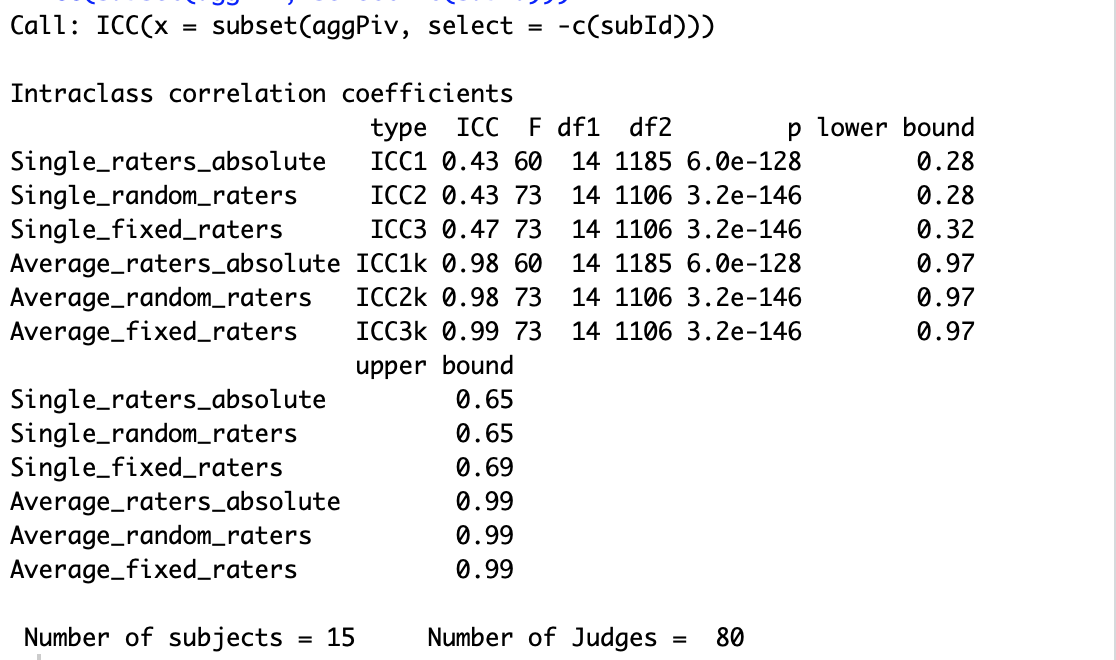 Call: ICC(x = subset(aggPiv, select = -c(subId)))
Intraclass correlation coefficients
type ICC F df1 df2 p lower bound
Single_raters_absolute ICC1 0.43 60 14 1185 6.0e-128 0.28
Single_random_raters ICC2 0.43 73 14 1106 3.2e-146 0.28
Single_fixed_raters ICC3 0.47 73 14 1106 3.2e-146 0.32
Average_raters_absolute ICC1k 0.98 60 14 1185 6.0e-128 0.97
Average_random_raters ICC2k 0.98 73 14 1106 3.2e-146 0.97
Average_fixed_raters ICC3k 0.99 73 14 1106 3.2e-146 0.97
upper bound
Single_raters_absolute 0.65
Single_random_raters 0.65
Single_fixed_raters 0.69
Average_raters_absolute 0.99
Average_random_raters 0.99
Average_fixed_raters 0.99
Number of subjects = 15 Number of Judges = 80